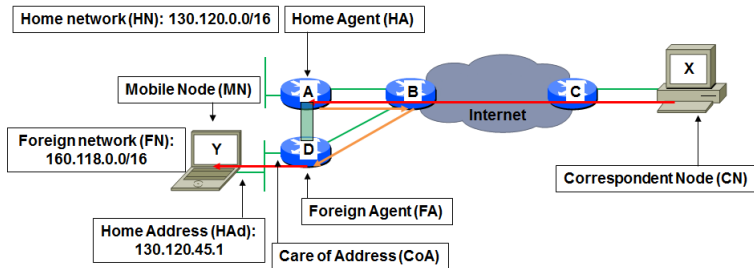 Home network (HN): 130.120.0.0/16
Home Agent (HA)
Mobile Node (MN)
A
B
C
X
Internet
Foreign network (FN):
160.118.0.0/16
Y
D
Correspondent Node (CN)
Foreign Agent (FA)
Home Address (HAd):
130.120.45.1
Care of Address (CoA)